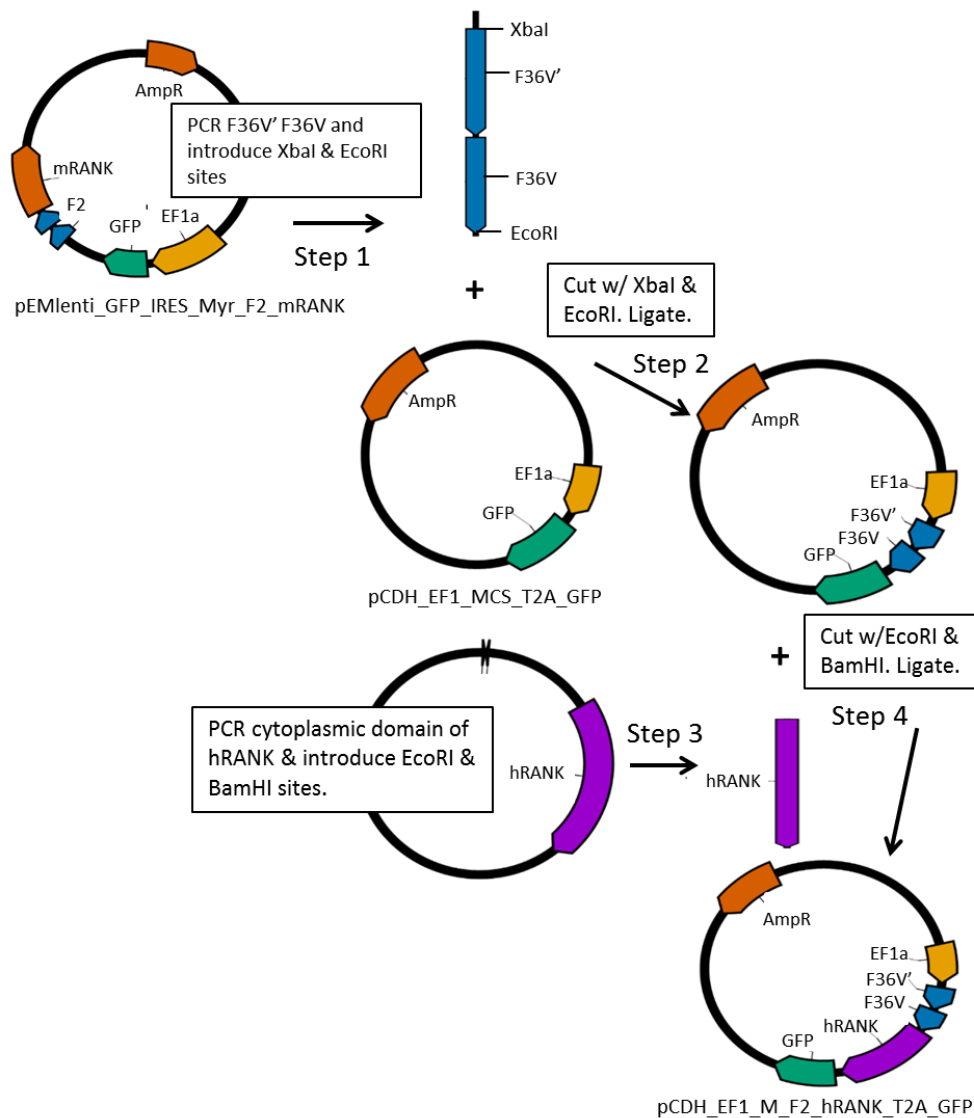 XbaI
F36V'
F36V
EcoRI
AmpR
mRANK
F2
GFP
EF1a
pEMlenti_GFP_IRES_Myr_F2_mRANK
PCR F36V' F36V and
introduce XbaI & EcoRI
sites
Step 1
+
Cut w/ XbaI &
EcoRI. Ligate.
Step 2
AmpR
EF1a
GFP
pCDH_EF1_MCS_T2A_GFP
AmpR
EF1a
F36V'
F36V
GFP
+
Cut w/EcoRI &
BamHI. Ligate.
PCR cytoplasmic domain of
hRANK & introduce EcoRI &
BamHI sites.
hRANK
Step 3
hRANK
Step 4
AmpR
EF1a
F36V'
F36V
hRANK
GFP
pCDH_EF1_M_F2_hRANK_T2A_GFP